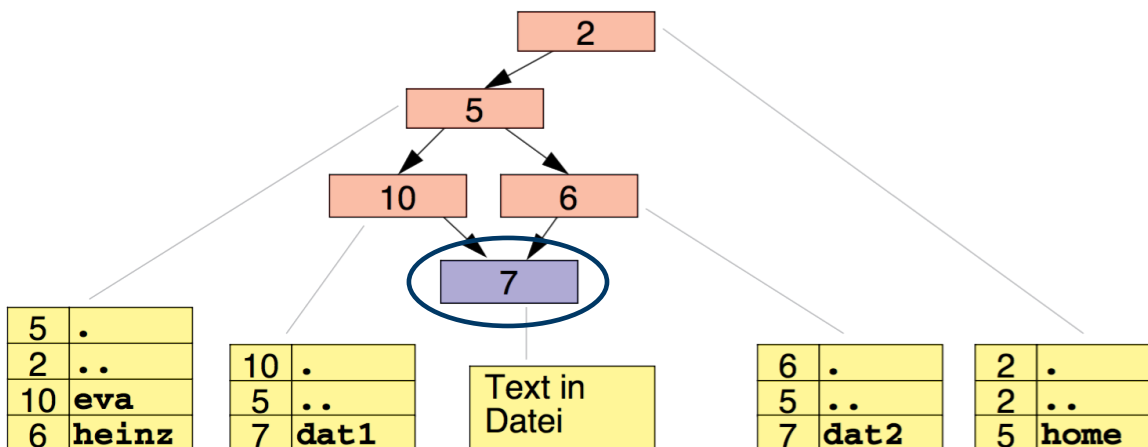 2
5
10
6
7
5 .
2 ..
10 eva
6 heinz
10 .
5 ..
7 dat1
Text in
Datei
6 .
5 ..
7 dat2
2 .
2 ..
5 home